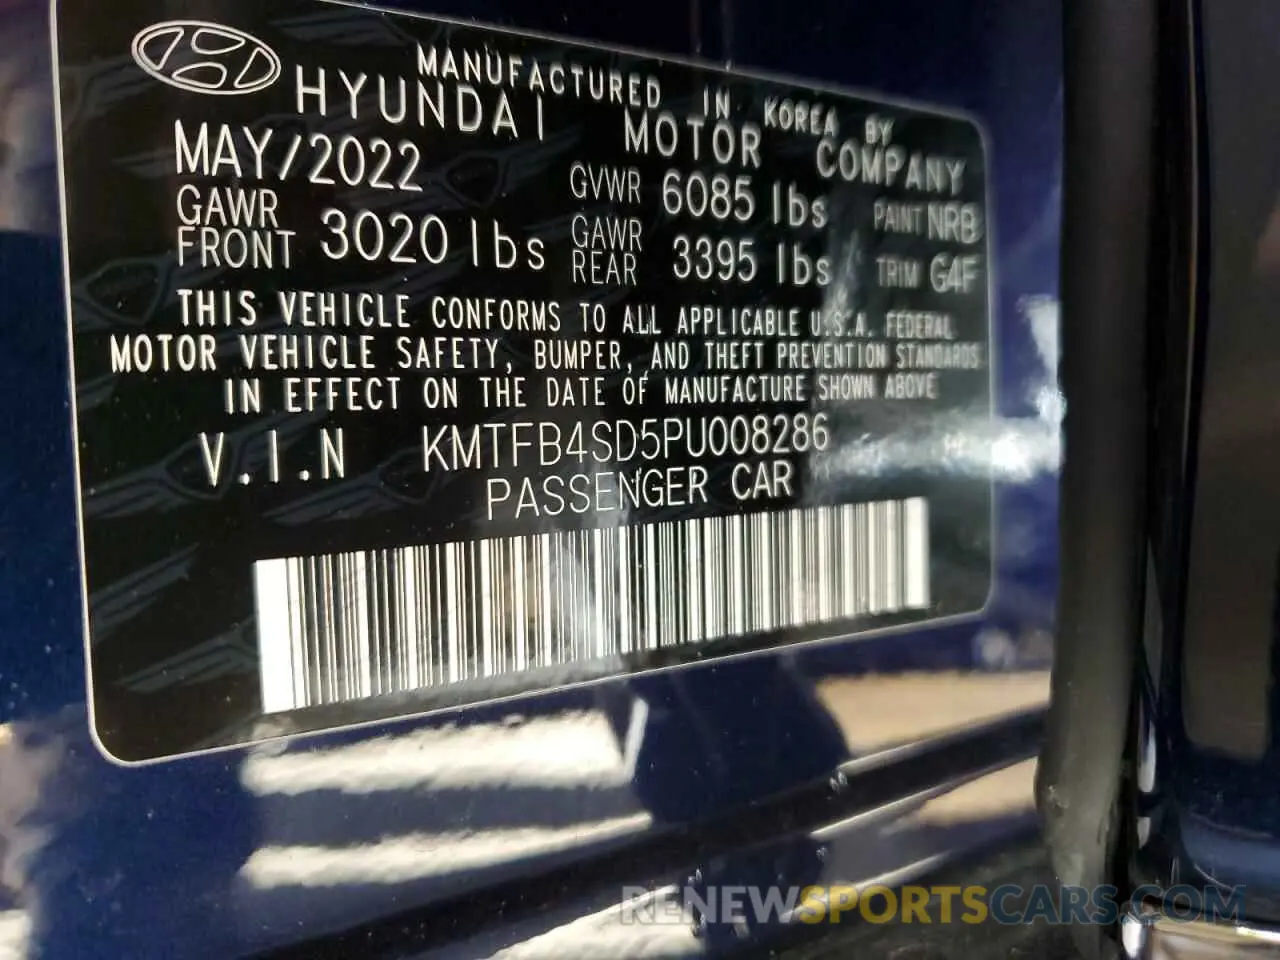 MANUFACTURED IN KOREA BY
HYUNDAI MOTOR COMPANY
MAY/2022 GVWR 6085 lbs PAINT NRB
GAWR FRONT 3020 lbs GAWR REAR 3395 lbs TRIM G4F
THIS VEHICLE CONFORMS TO ALL APPLICABLE U.S.A. FEDERAL
MOTOR VEHICLE SAFETY, BUMPER, AND THEFT PREVENTION STANDARDS
IN EFFECT ON THE DATE OF MANUFACTURE SHOWN ABOVE
V.I.N KMTFB4SD5PU008286
PASSENGER CAR
RENEWSPORTSCARS.COM